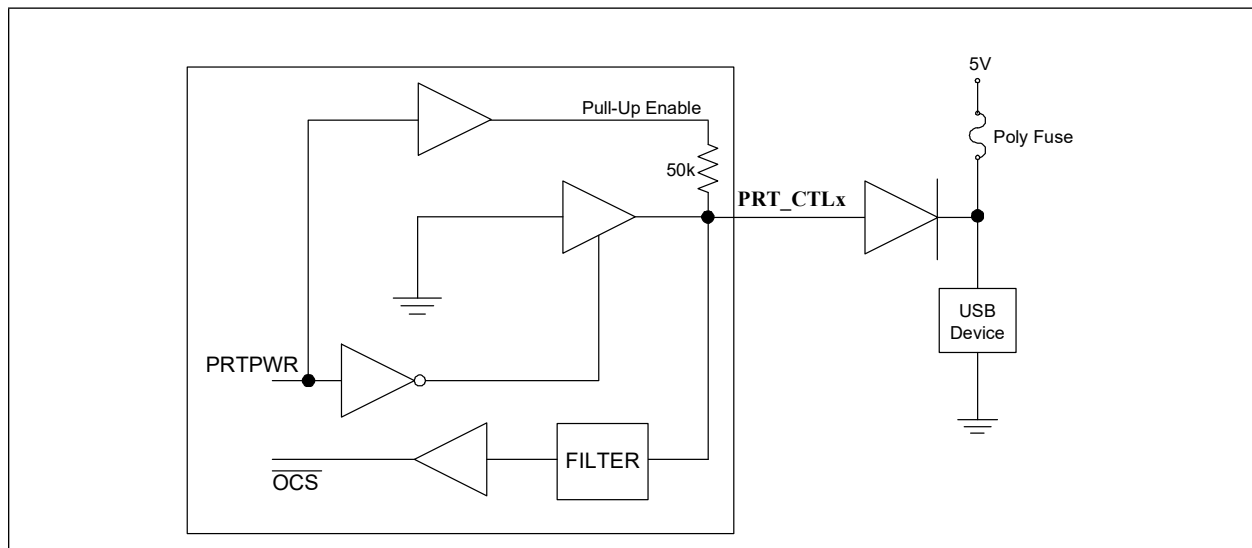 5V
Pull-Up Enable
Poly Fuse
50k
PRT_CTLx
USB
Device
PRTPWR
FILTER
OCS